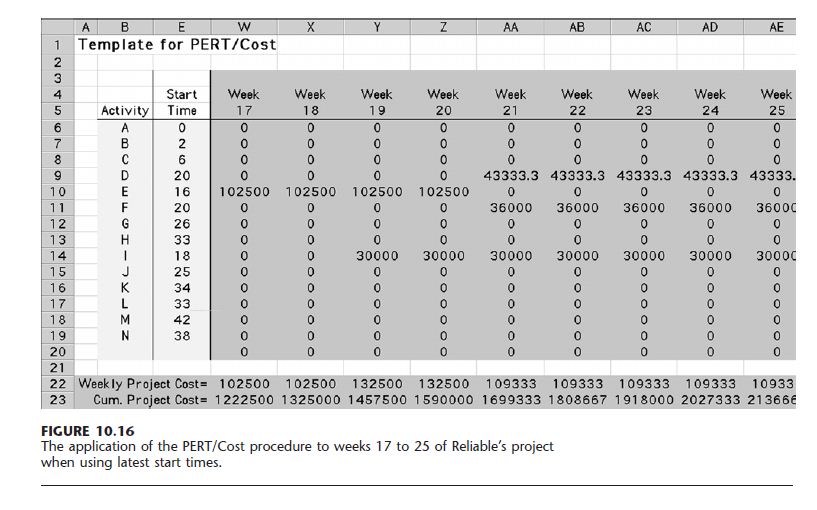 A B E W X Y Z AA AB AC AD AE
1 Template for PERT/Cost
2
3
4 Start Week Week Week Week Week Week Week Week Week
5 Activity Time 17 18 19 20 21 22 23 24 25
6 A 0 0 0 0 0 0 0 0 0 0
7 B 2 0 0 0 0 0 0 0 0 0
8 C 6 0 0 0 0 0 0 0 0 0
9 D 20 0 0 0 0 43333.3 43333.3 43333.3 43333.3 43333.
10 E 16 102500 102500 102500 102500 0 0 0 0 0
11 F 20 0 0 0 0 36000 36000 36000 36000 3600
12 G 26 0 0 0 0 0 0 0 0 0
13 H 33 0 0 0 0 0 0 0 0 0
14 I 18 0 0 30000 30000 30000 30000 30000 30000 3000
15 J 25 0 0 0 0 0 0 0 0 0
16 K 34 0 0 0 0 0 0 0 0 0
17 L 33 0 0 0 0 0 0 0 0 0
18 M 42 0 0 0 0 0 0 0 0 0
19 N 38 0 0 0 0 0 0 0 0 0
20 0 0 0 0 0 0 0 0 0
21
22 Weekly Project Cost= 102500 102500 132500 132500 109333 109333 109333 109333 10933
23 Cum. Project Cost= 1222500 1325000 1457500 1590000 1699333 1808667 1918000 2027333 213666
FIGURE 10.16
The application of the PERT/Cost procedure to weeks 17 to 25 of Reliable's project
when using latest start times.